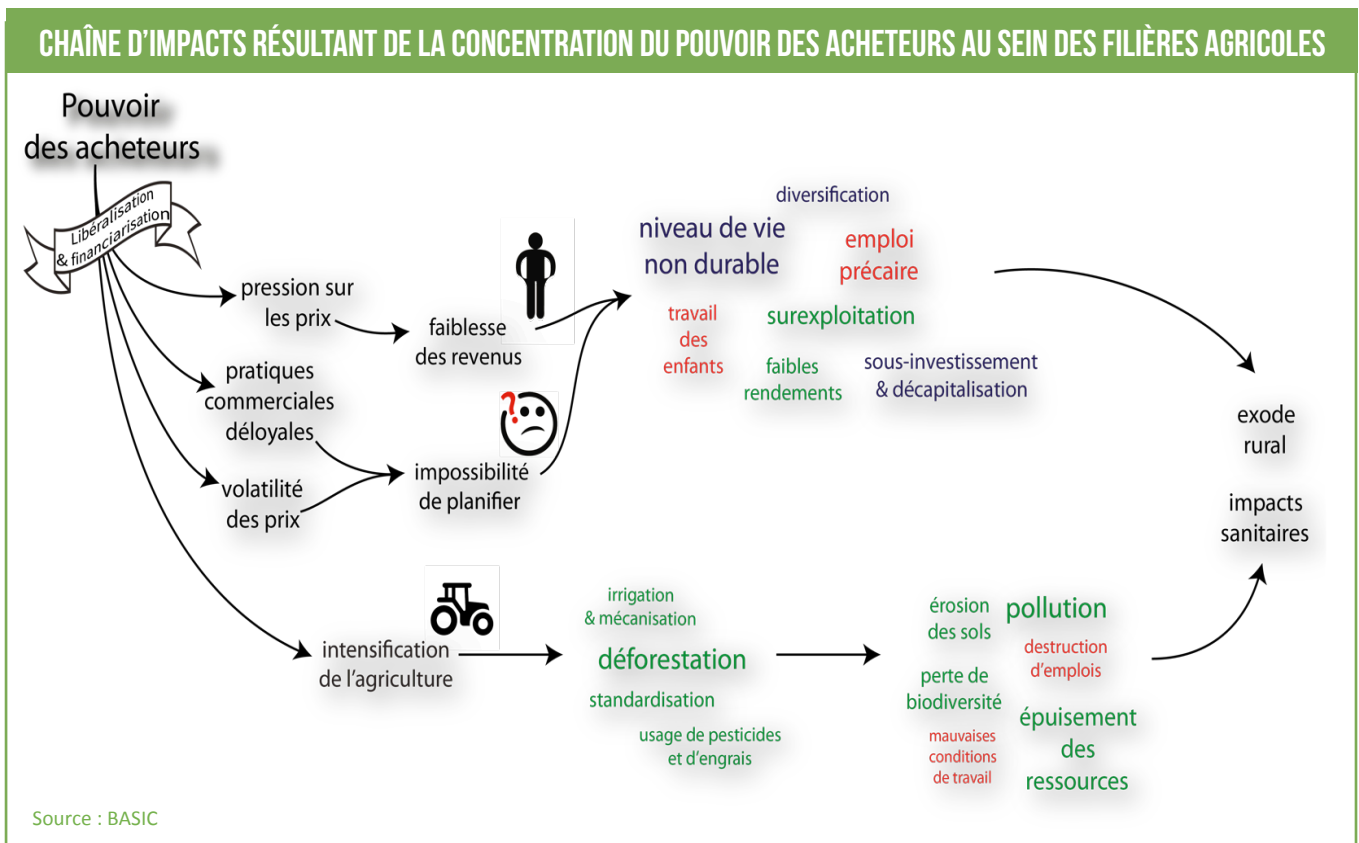 CHAÎNE D'IMPACTS RÉSULTANT DE LA CONCENTRATION DU POUVOIR DES ACHETEURS AU SEIN DES FILIÈRES AGRICOLES
Pouvoir
des acheteurs
Libéralisation
& financiarisation
pression sur
les prix
pratiques
commerciales
déloyales
volatilité
des prix
faiblesse
des revenus
?
impossibilité
de planifier
niveau de vie
non durable
diversification
emploi
précaire
travail
des
enfants
surexploitation
faibles
rendements
sous-investissement
& décapitalisation
exode
rural
impacts
sanitaires
intensification
de l'agriculture
irrigation
& mécanisation
déforestation
standardisation
usage de pesticides
et d'engrais
érosion
des sols
pollution
destruction
d'emplois
perte de
biodiversité
épuisement
des
ressources
mauvaises
conditions
de travail
Source : BASIC